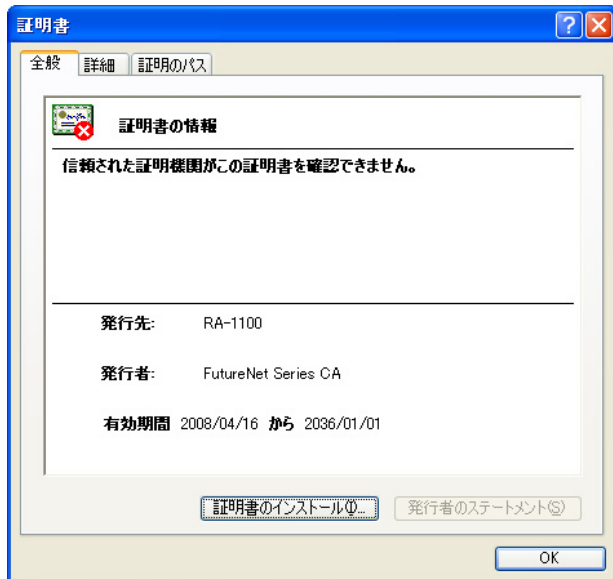 証明書
全般 詳細 証明のパス
証明書の情報
信頼された証明機関がこの証明書を確認できません。
発行先: RA-1100
発行者: FutureNet Series CA
有効期間 2008/04/16 から 2036/01/01
証明書のインストール(I)... 発行者のステートメント(S)
OK